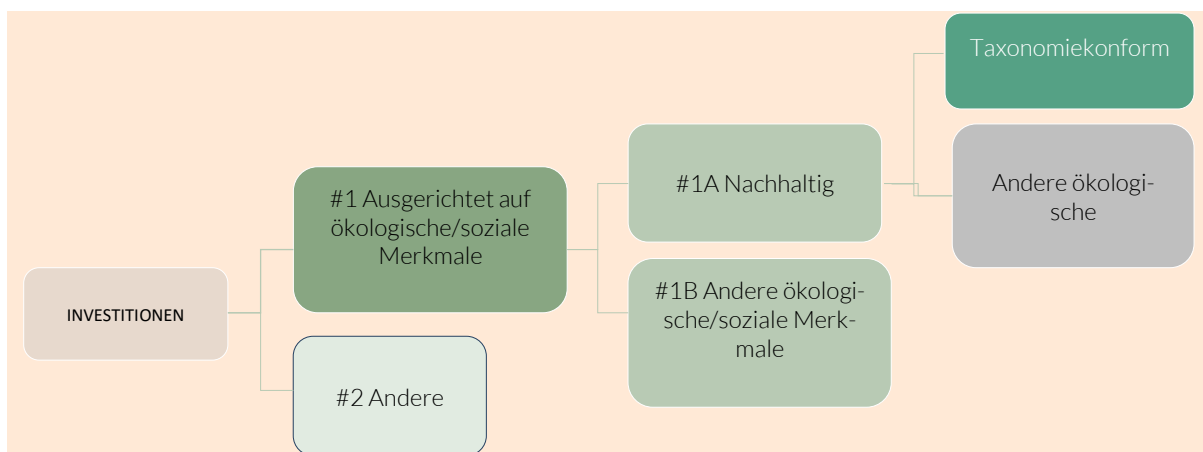 Taxonomiekonform
#1A Nachhaltig
Andere ökologi-
sche
#1 Ausgerichtet auf
ökologische/soziale
Merkmale
#1B Andere ökologi-
sche/soziale Merk-
male
INVESTITIONEN
#2 Andere